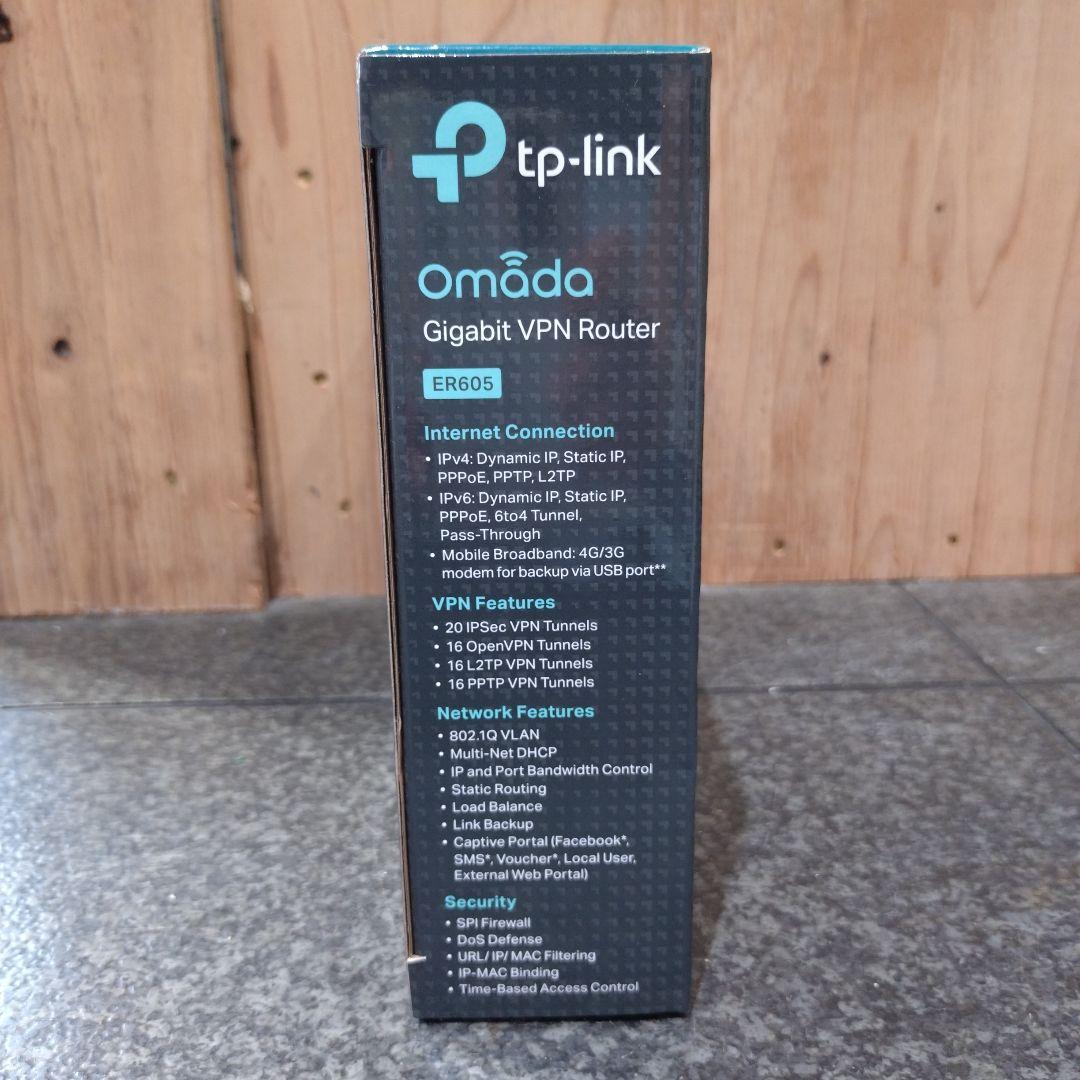 tp-link
Omada
Gigabit VPN Router
ER605
Internet Connection
• IPv4: Dynamic IP, Static IP,
PPPoE, PPTP, L2TP
• IPv6: Dynamic IP, Static IP,
PPPoE, 6to4 Tunnel,
Pass-Through
• Mobile Broadband: 4G/3G
modem for backup via USB port**
VPN Features
• 20 IPSec VPN Tunnels
• 16 OpenVPN Tunnels
• 16 L2TP VPN Tunnels
• 16 PPTP VPN Tunnels
Network Features
• 802.1Q VLAN
• Multi-Net DHCP
• IP and Port Bandwidth Control
• Static Routing
• Load Balance
• Link Backup
• Captive Portal (Facebook*,
SMS*, Voucher*, Local User,
External Web Portal)
Security
• SPI Firewall
• DoS Defense
• URL/ IP/ MAC Filtering
• IP-MAC Binding
• Time-Based Access Control